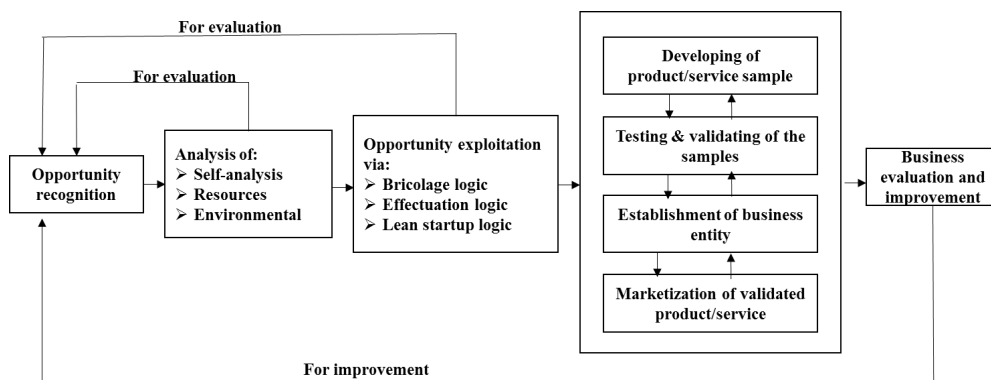 For evaluation
For evaluation
Opportunity
recognition
Analysis of:
➢ Self-analysis
➢ Resources
➢ Environmental
Opportunity exploitation
via:
➢ Bricolage logic
➢ Effectuation logic
➢ Lean startup logic
Developing of
product/service sample
Testing & validating of the
samples
Establishment of business
entity
Marketization of validated
product/service
Business
evaluation and
improvement
For improvement